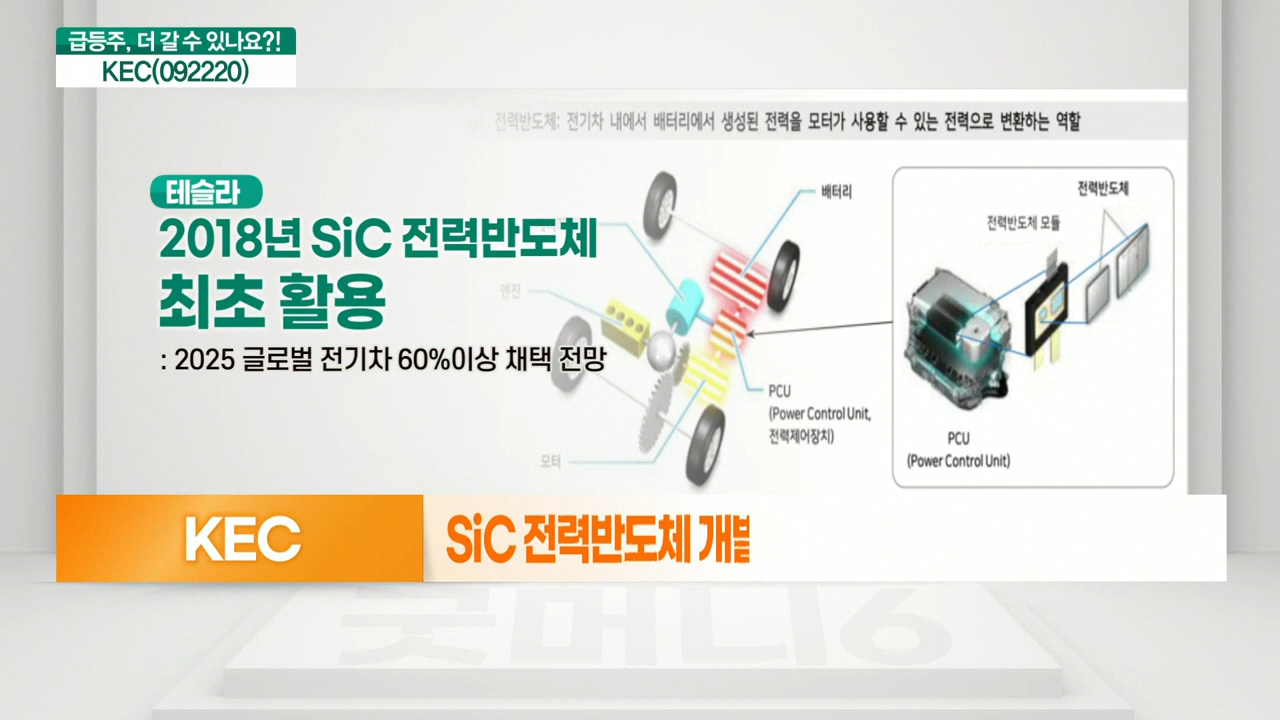 급등주, 더 갈 수 있나요?!
KEC(092220)
전력반도체: 전기차 내에서 배터리에서 생성된 전력을 모터가 사용할 수 있는 전력으로 변환하는 역할
테슬라
2018년 SiC 전력반도체
최초 활용
: 2025 글로벌 전기차 60%이상 채택 전망
배터리
엔진
모터
PCU
(Power Control Unit,
전력제어장치)
전력반도체
전력반도체 모듈
PCU
(Power Control Unit)
KEC
SiC 전력반도체 개
굿머니6